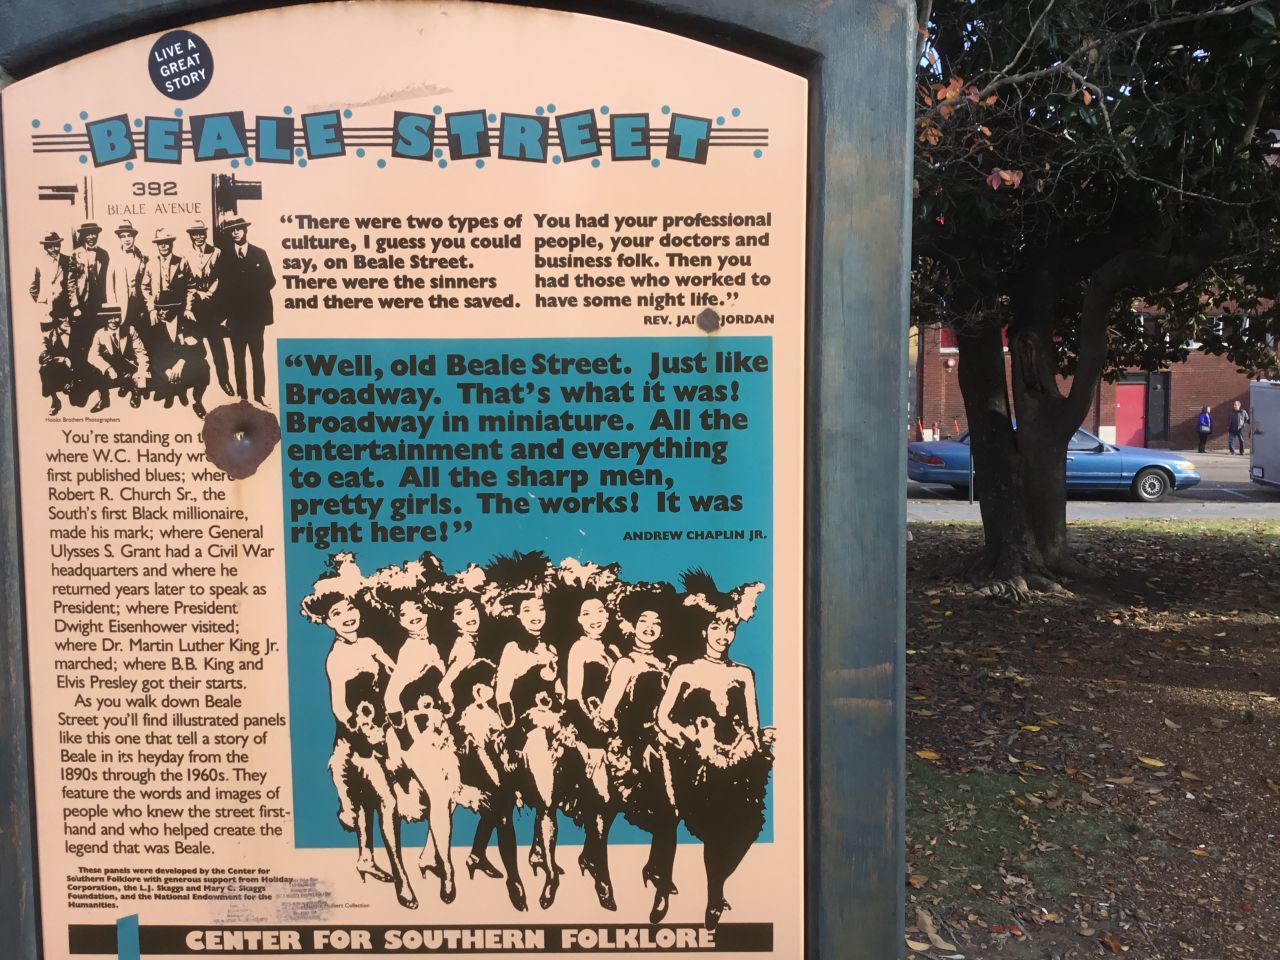 LIVE A
GREAT
STORY
BEALE STREET
392
BEALE AVENUE
"There were two types of
culture, I guess you could
say, on Beale Street.
There were the sinners
and there were the saved.
You had your professional
people, your doctors and
business folk. Then you
had those who worked to
have some night life."
REV. JORDAN
"Well, old Beale Street. Just like
Broadway. That's what it was!
Broadway in miniature. All the
entertainment and everything
to eat. All the sharp men,
pretty girls. The works! It was
right here!"
ANDREW CHAPLIN JR.
Hooks Brothers Photographers
You're standing on
where W.C. Handy
first published blues; where
Robert R. Church Sr., the
South's first Black millionaire,
made his mark; where General
Ulysses S. Grant had a Civil War
headquarters and where he
returned years later to speak as
President; where President
Dwight Eisenhower visited;
where Dr. Martin Luther King Jr.
marched; where B.B. King and
Elvis Presley got their starts.
As you walk down Beale
Street you'll find illustrated panels
like this one that tell a story of
Beale in its heyday from the
1890s through the 1960s. They
feature the words and images of
people who knew the street first-
hand and who helped create the
legend that was Beale.
These panels were developed by the Center for
Southern Folklore with generous support from Holiday
Corporation, the L.J. Skaggs and Mary C. Skaggs
Foundation, and the National Endowment for the
Humanities.
Collection
CENTER FOR SOUTHERN FOLKLORE